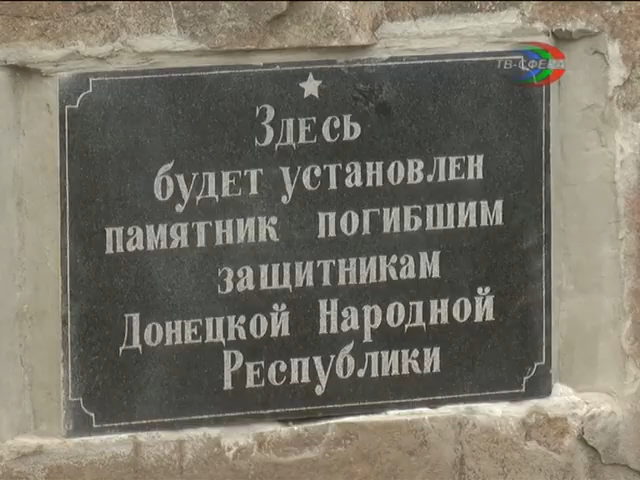 ТВ-СФЕРА
Здесь
будет установлен
памятник погибшим
защитникам
Донецкой Народной
Республики